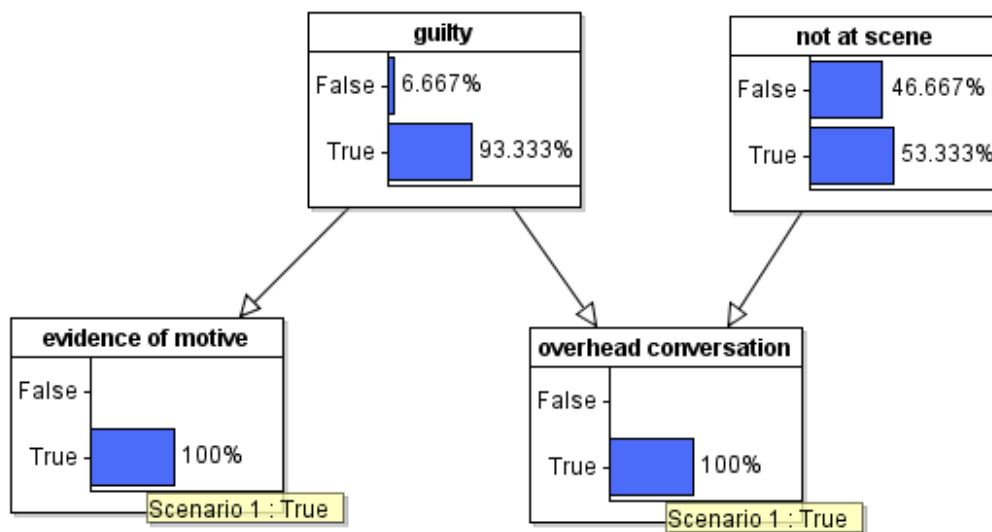 guilty
False
6.667%
True
93.333%
not at scene
False
46.667%
True
53.333%
evidence of motive
False
True
100%
Scenario 1 : True
overhead conversation
False
True
100%
Scenario 1 : True